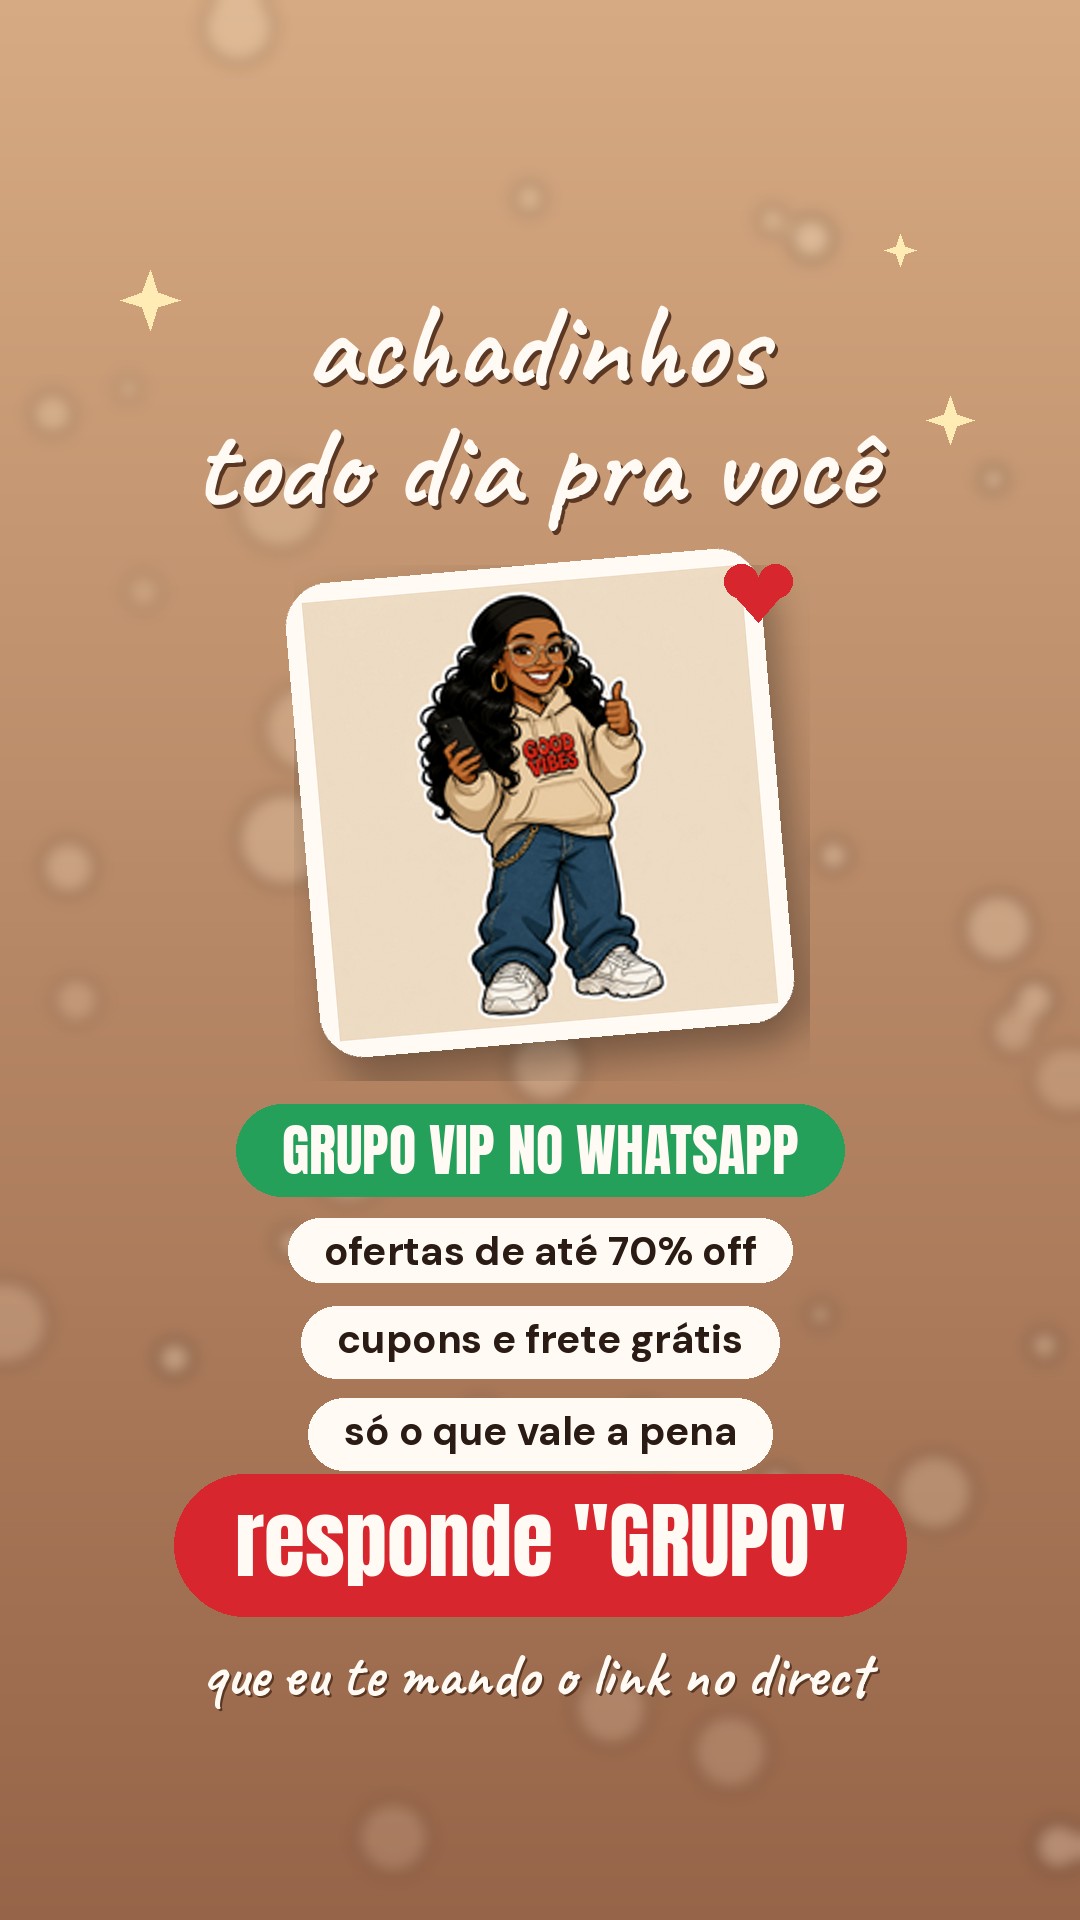 achadinhos
todo dia pra você
GOOD
VIBES
GRUPO VIP NO WHATSAPP
ofertas de até 70% off
cupons e frete grátis
só o que vale a pena
responde "GRUPO"
que eu te mando o link no direct